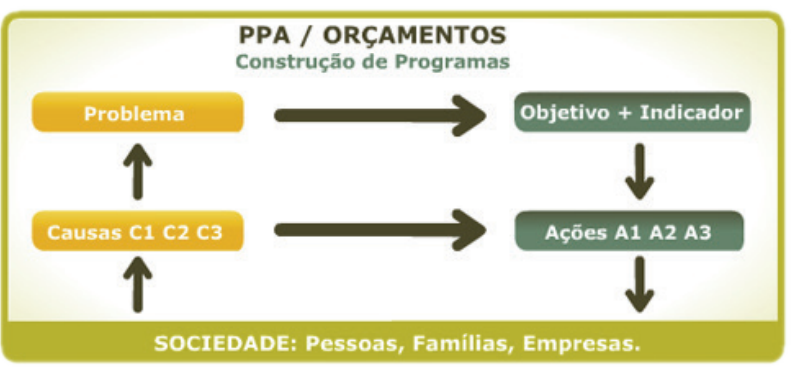 PPA / ORÇAMENTOS
Construção de Programas
Problema
Objetivo + Indicador
Causas C1 C2 C3
Ações A1 A2 A3
SOCIEDADE: Pessoas, Famílias, Empresas.